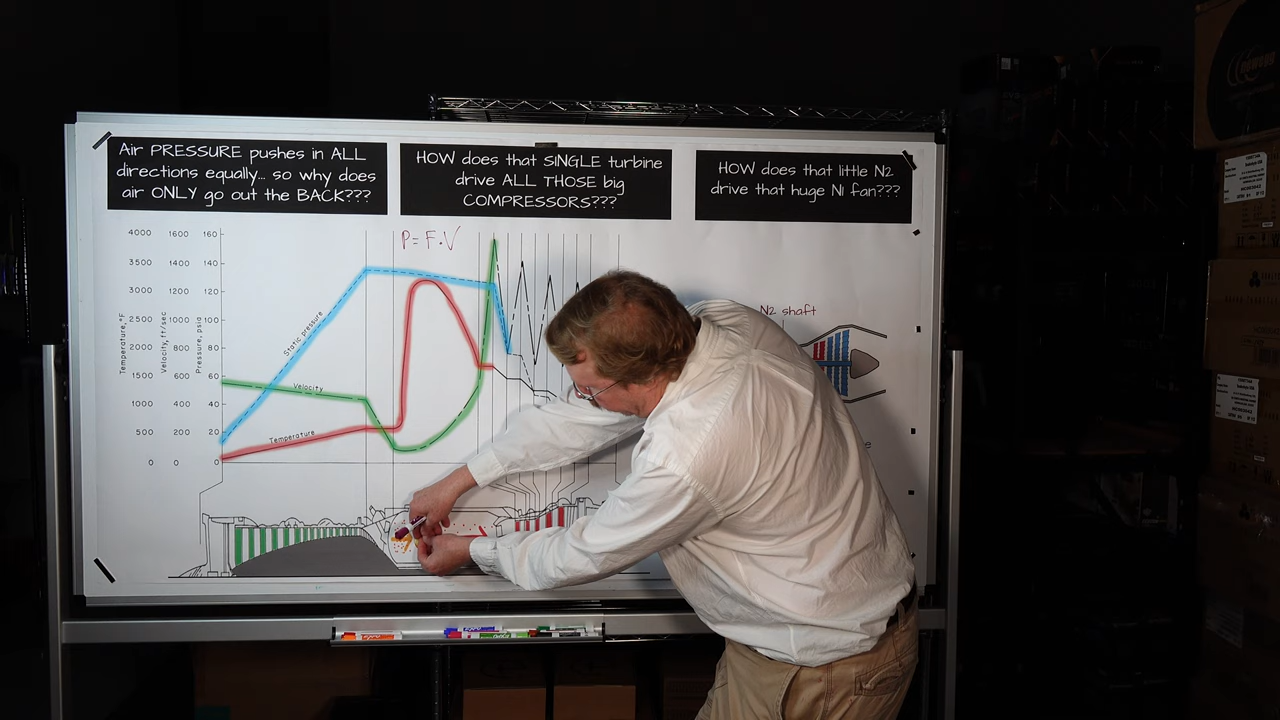 Air PRESSURE pushes in ALL
directions equally... so why does
air ONLY go out the BACK???
HOW does that SINGLE turbine
drive ALL THOSE big
COMPRESSORS???
HOW does that little N2
drive that huge N1 fan???
P=F·V
4000 1600 160
3500 1400 140
3000 1200 120
2500 1000 100
2000 800 80
1500 600 60
1000 400 40
500 200 20
0 0 0
Temperature, °F
Velocity, ft/sec
Pressure, psia
Static pressure
Velocity
Temperature
N2 shaft